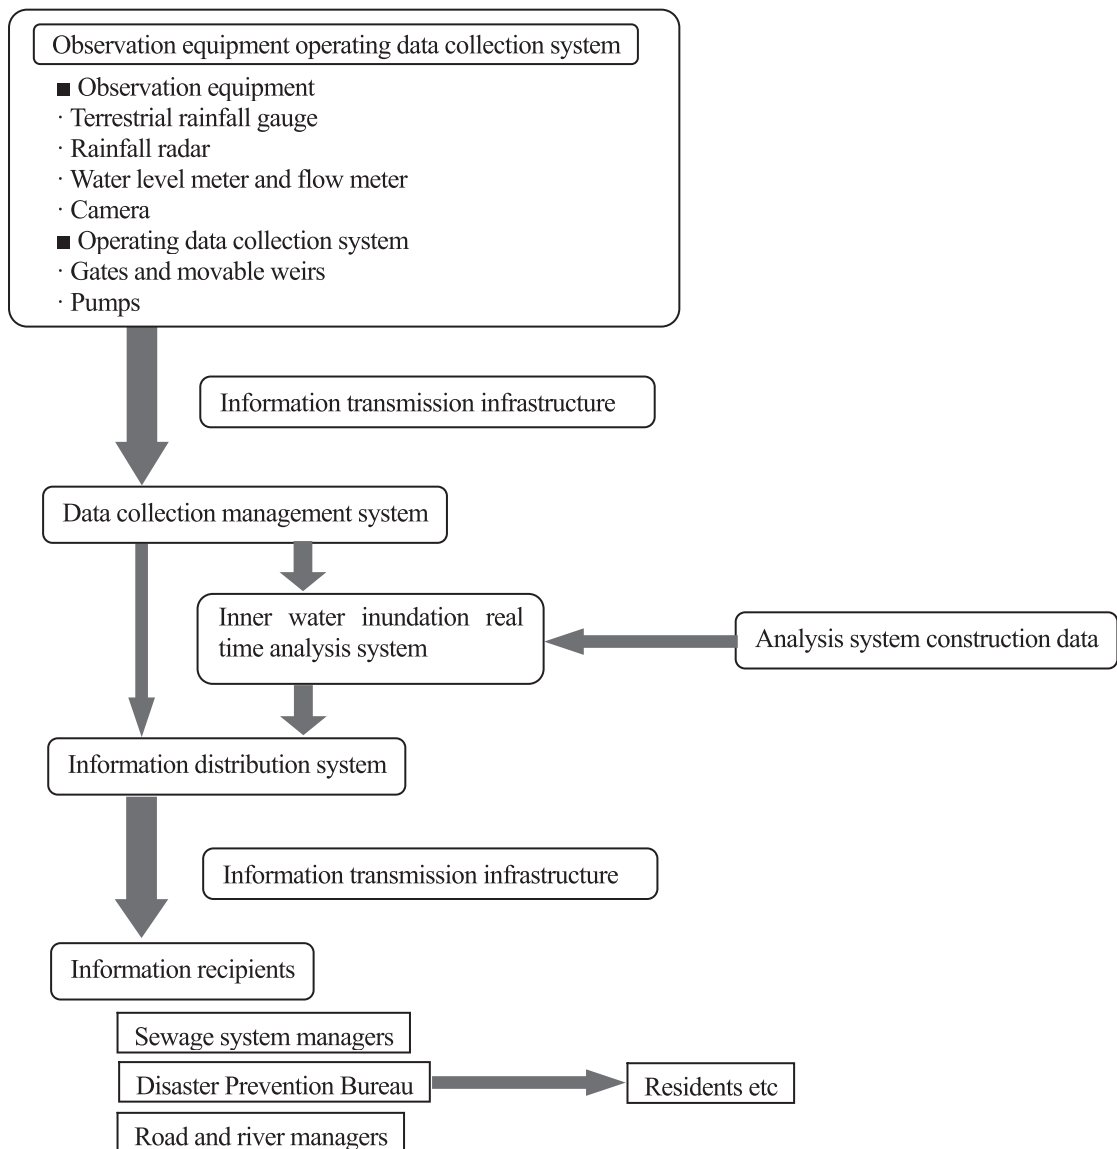 Observation equipment operating data collection system
■ Observation equipment
· Terrestrial rainfall gauge
· Rainfall radar
· Water level meter and flow meter
· Camera
■ Operating data collection system
· Gates and movable weirs
· Pumps
Information transmission infrastructure
Data collection management system
Inner water inundation real
time analysis system
Analysis system construction data
Information distribution system
Information transmission infrastructure
Information recipients
Sewage system managers
Disaster Prevention Bureau
Residents etc
Road and river managers